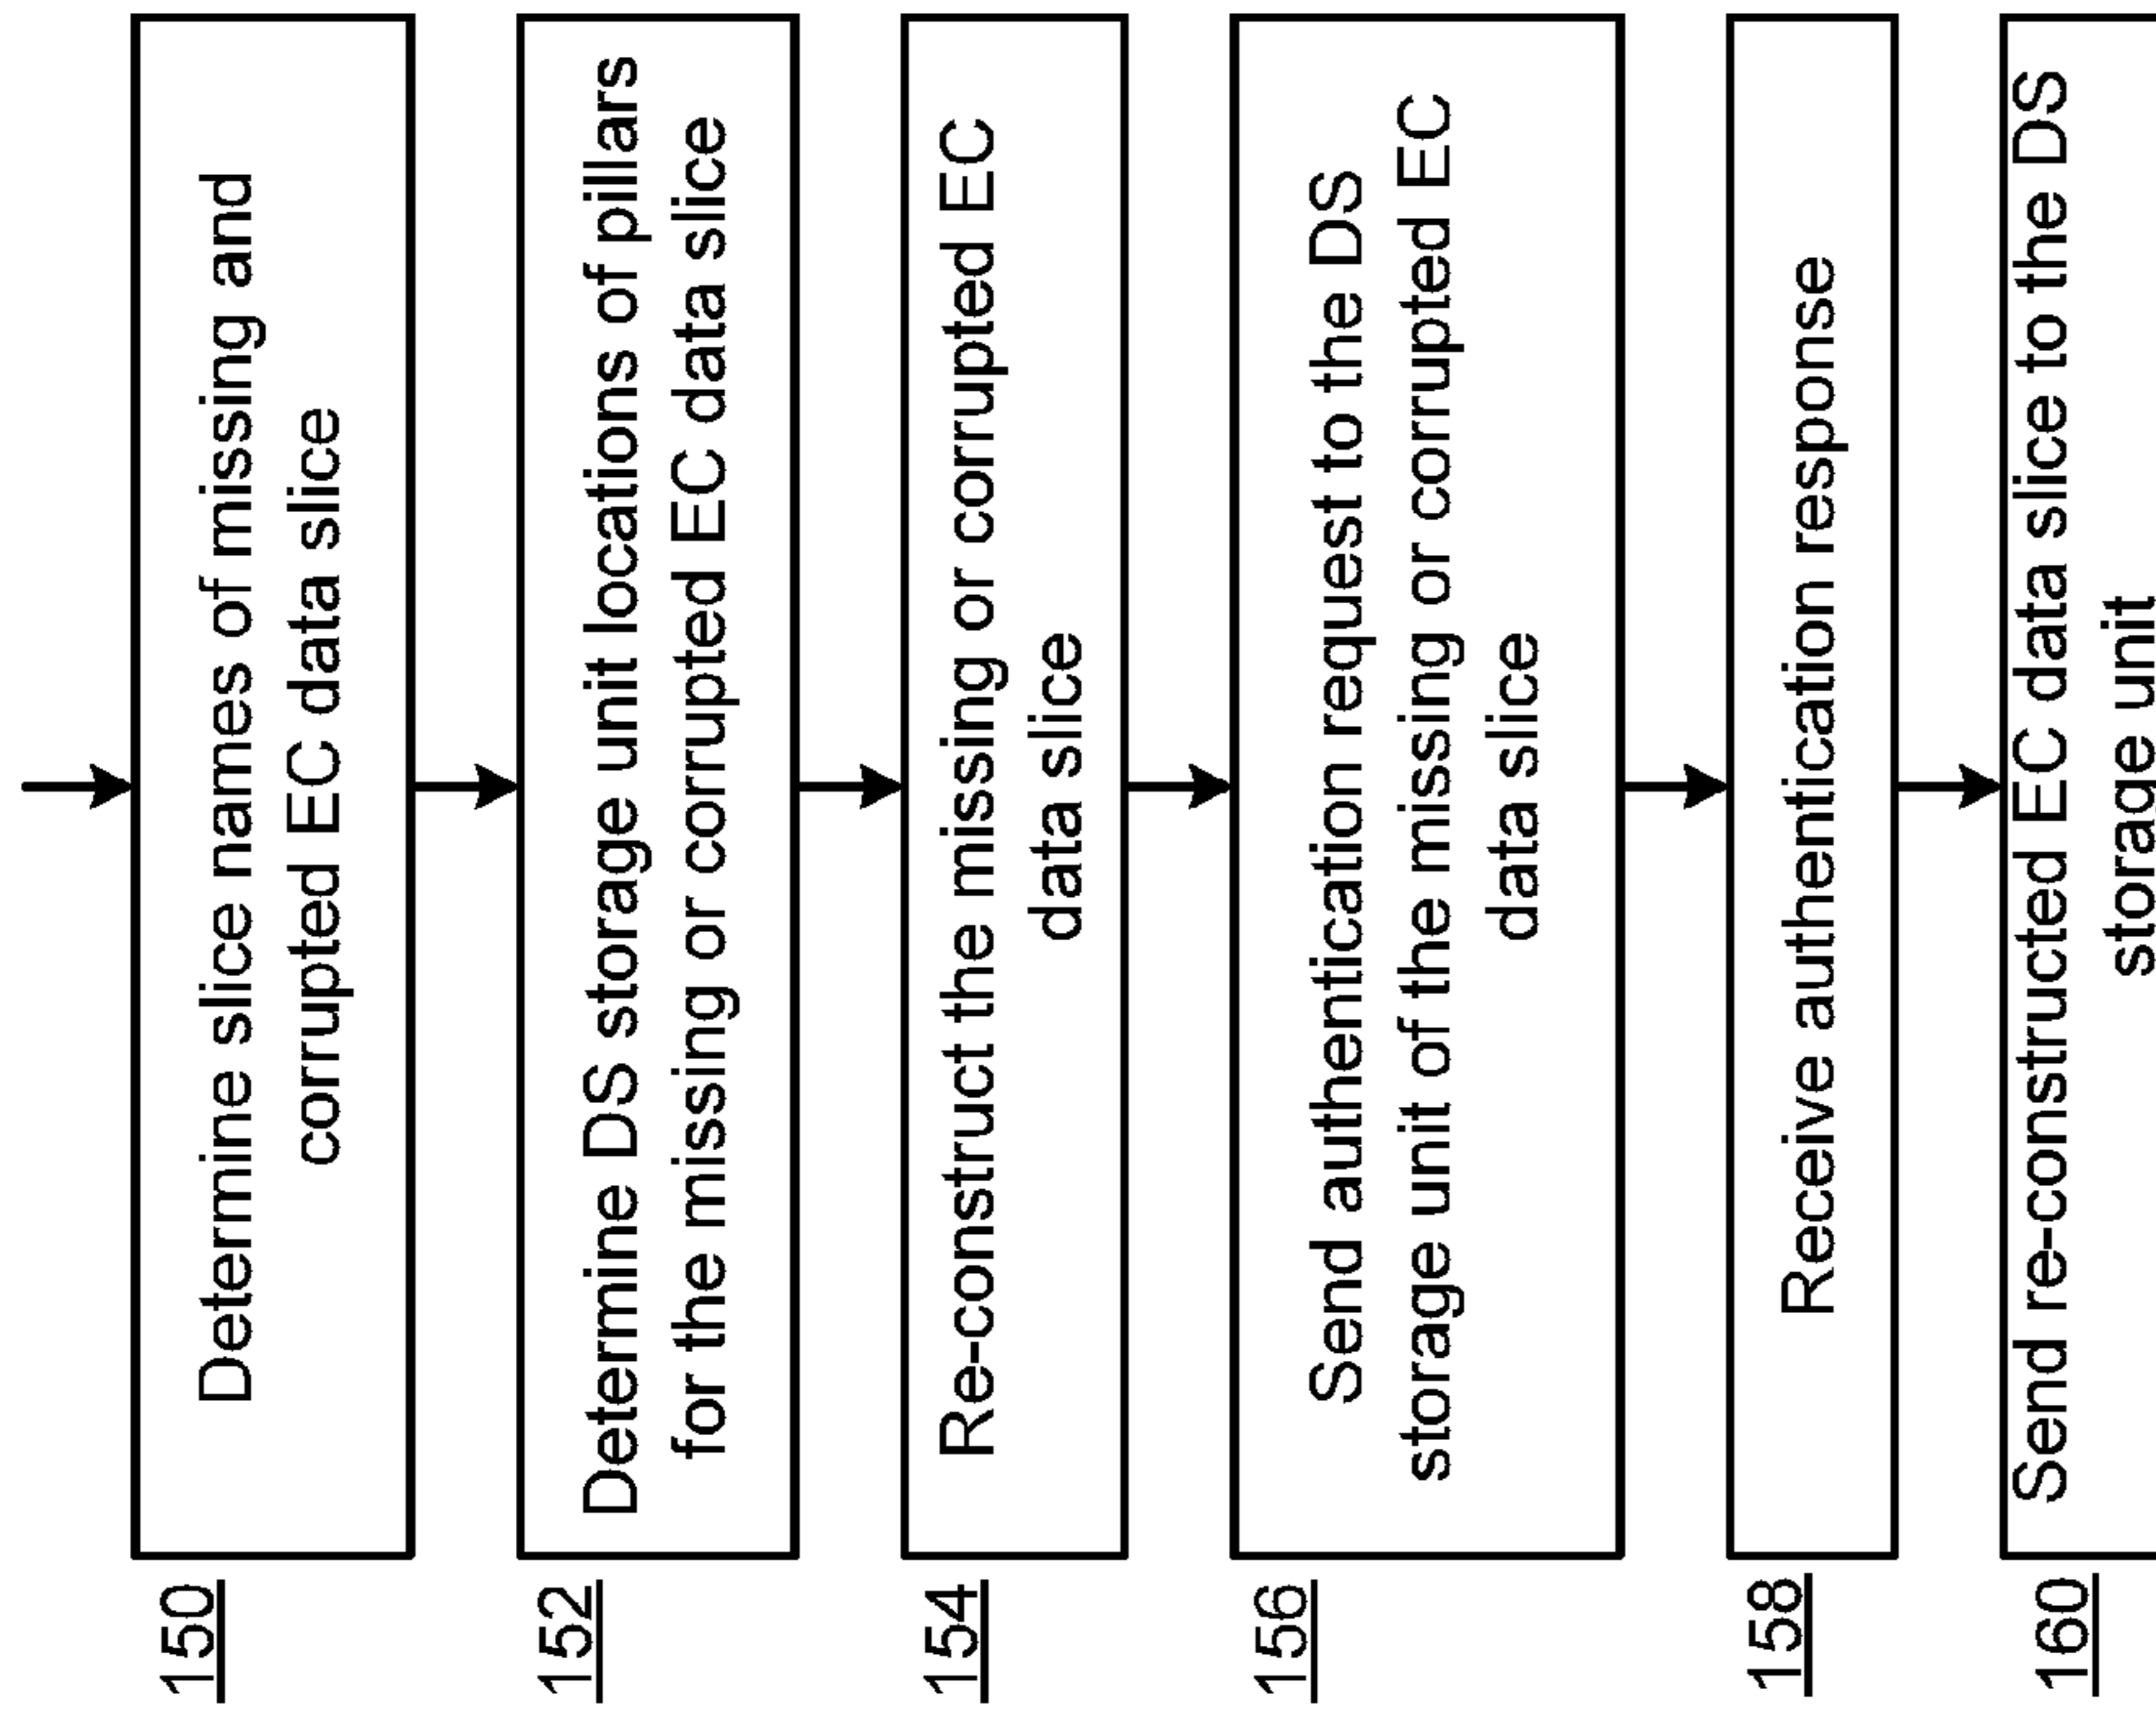 150
Determine slice names of missing and
corrupted EC data slice
152
Determine DS storage unit locations of pillars
for the missing or corrupted EC data slice
154
Re-construct the missing or corrupted EC
data slice
156
Send authentication request to the DS
storage unit of the missing or corrupted EC
data slice
158
Receive authentication response
160
Send re-constructed EC data slice to the DS
storage unit